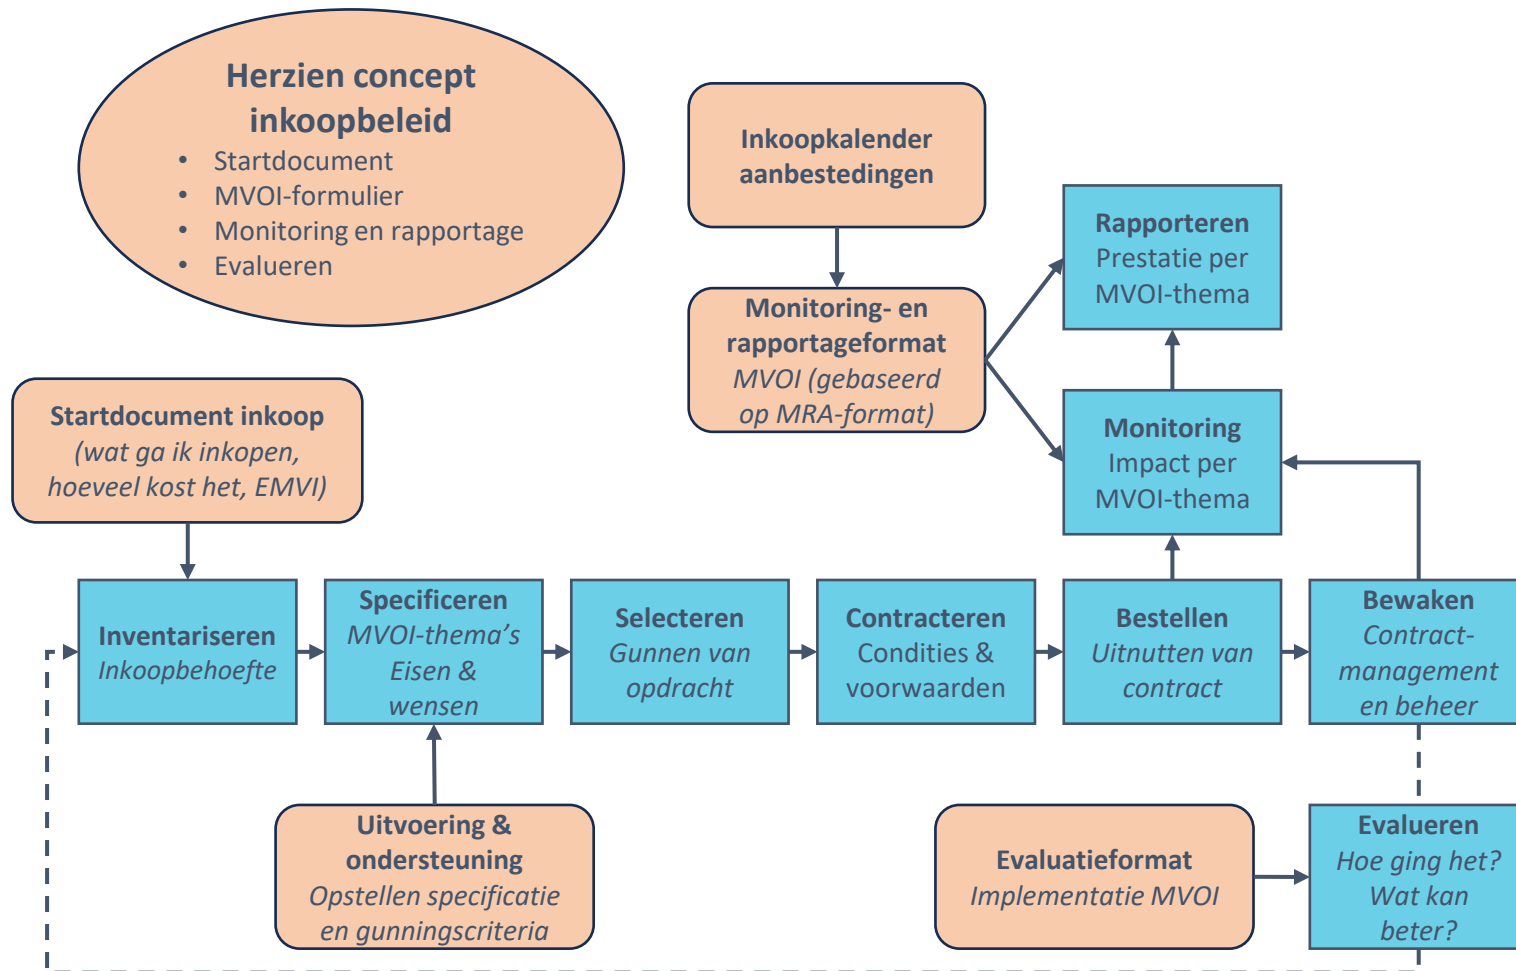 Herzien concept
inkoopbeleid
• Startdocument
• MVOI-formulier
• Monitoring en rapportage
• Evalueren
Inkoopkalender
aanbestedingen
Rapporteren
Prestatie per
MVOI-thema
Monitoring- en
rapportageformat
MVOI (gebaseerd
op MRA-format)
Startdocument inkoop
(wat ga ik inkopen,
hoeveel kost het, EMVI)
Monitoring
Impact per
MVOI-thema
Inventariseren
Inkoopbehoefte
Specificeren
MVOI-thema’s
Eisen &
wensen
Selecteren
Gunnen van
opdracht
Contracteren
Condities &
voorwaarden
Bestellen
Uitnutten van
contract
Bewaken
Contract-
management
en beheer
Uitvoering &
ondersteuning
Opstellen specificatie
en gunningscriteria
Evaluatieformat
Implementatie MVOI
Evalueren
Hoe ging het?
Wat kan
beter?